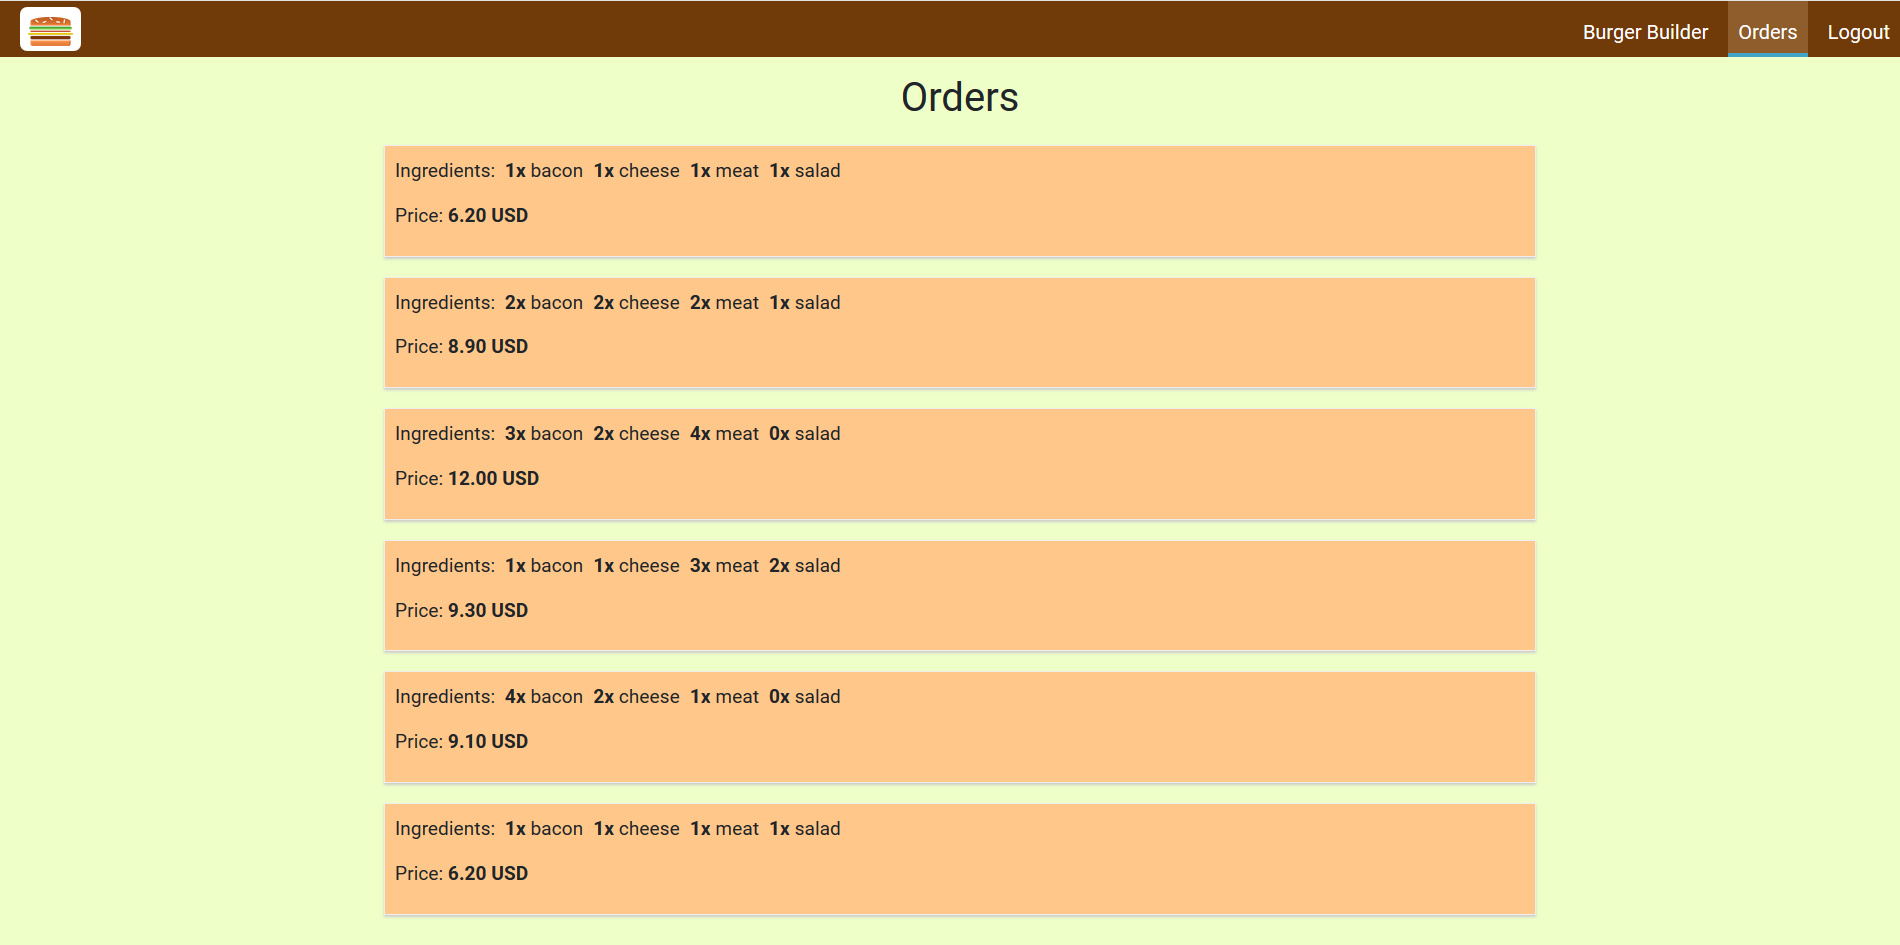 Burger Builder Orders Logout
Orders
Ingredients: 1x bacon 1x cheese 1x meat 1x salad
Price: 6.20 USD
Ingredients: 2x bacon 2x cheese 2x meat 1x salad
Price: 8.90 USD
Ingredients: 3x bacon 2x cheese 4x meat 0x salad
Price: 12.00 USD
Ingredients: 1x bacon 1x cheese 3x meat 2x salad
Price: 9.30 USD
Ingredients: 4x bacon 2x cheese 1x meat 0x salad
Price: 9.10 USD
Ingredients: 1x bacon 1x cheese 1x meat 1x salad
Price: 6.20 USD